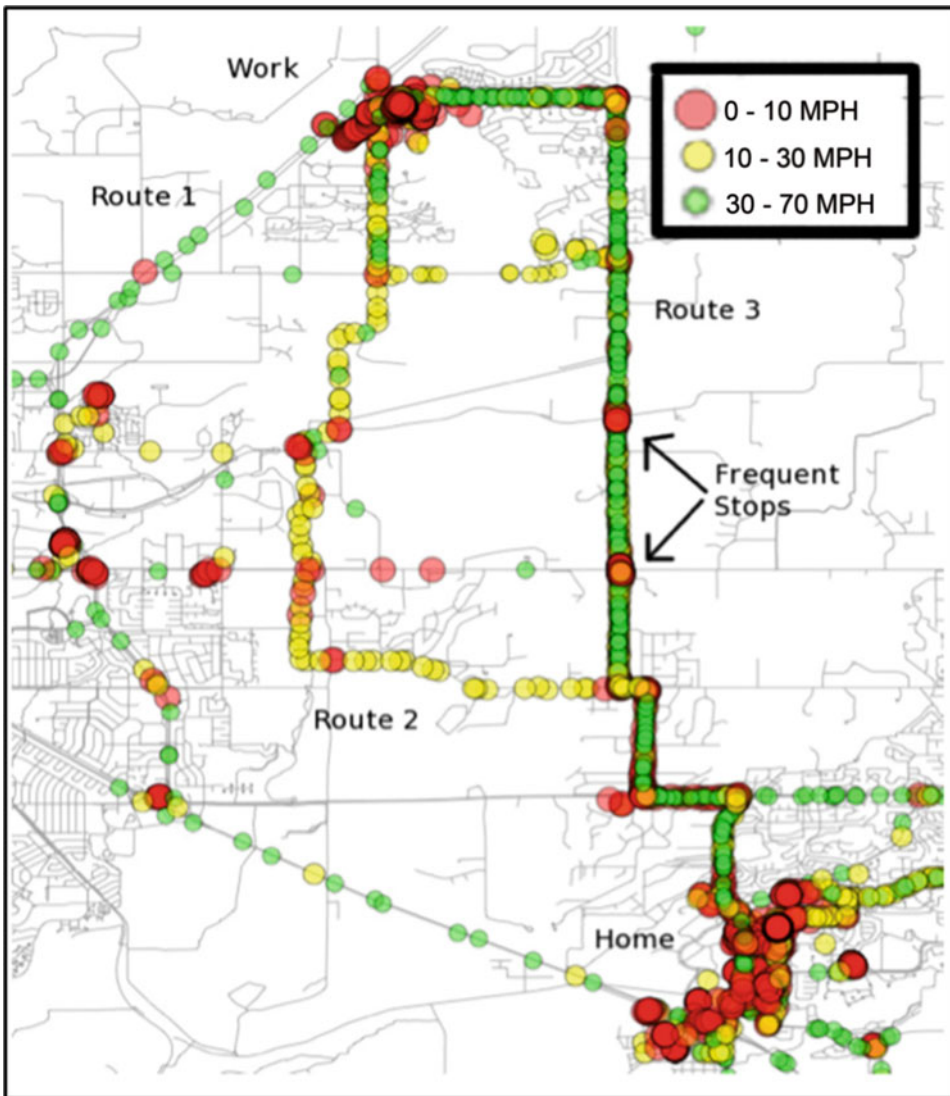 Work
0 - 10 MPH
10 - 30 MPH
Route 1
30 - 70 MPH
Route 3
Frequent
Stops
Route 2
Home